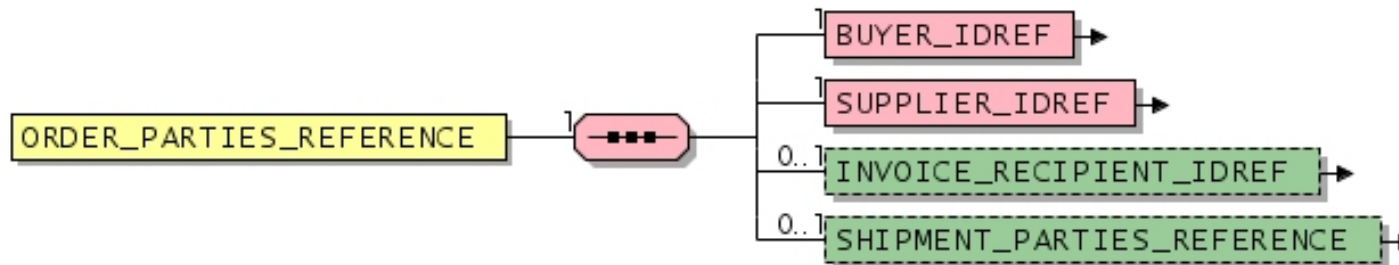 1
BUYER_IDREF
1
SUPPLIER_IDREF
ORDER_PARTIES_REFERENCE
1
0..1
INVOICE_RECIPIENT_IDREF
0..1
SHIPMENT_PARTIES_REFERENCE